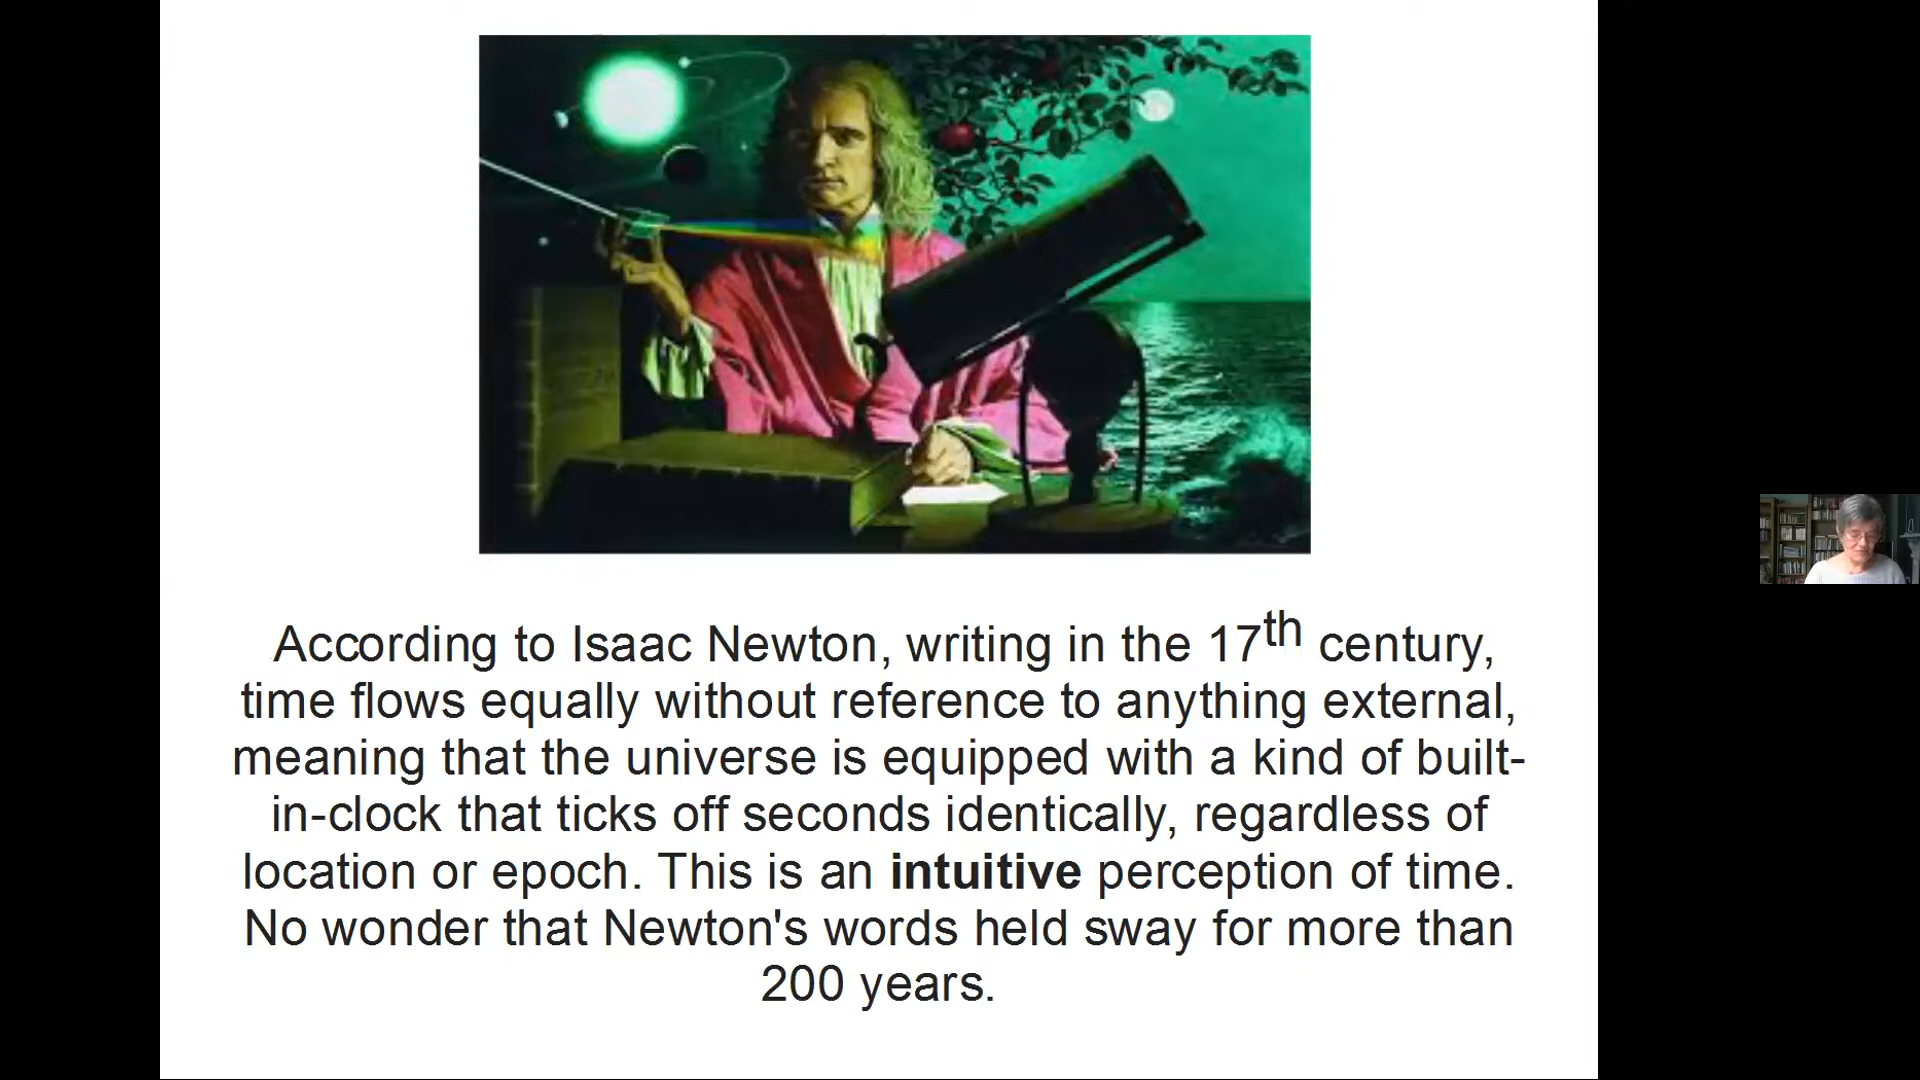 According to Isaac Newton, writing in the 17th century,
time flows equally without reference to anything external,
meaning that the universe is equipped with a kind of built-
in-clock that ticks off seconds identically, regardless of
location or epoch. This is an intuitive perception of time.
No wonder that Newton's words held sway for more than
200 years.